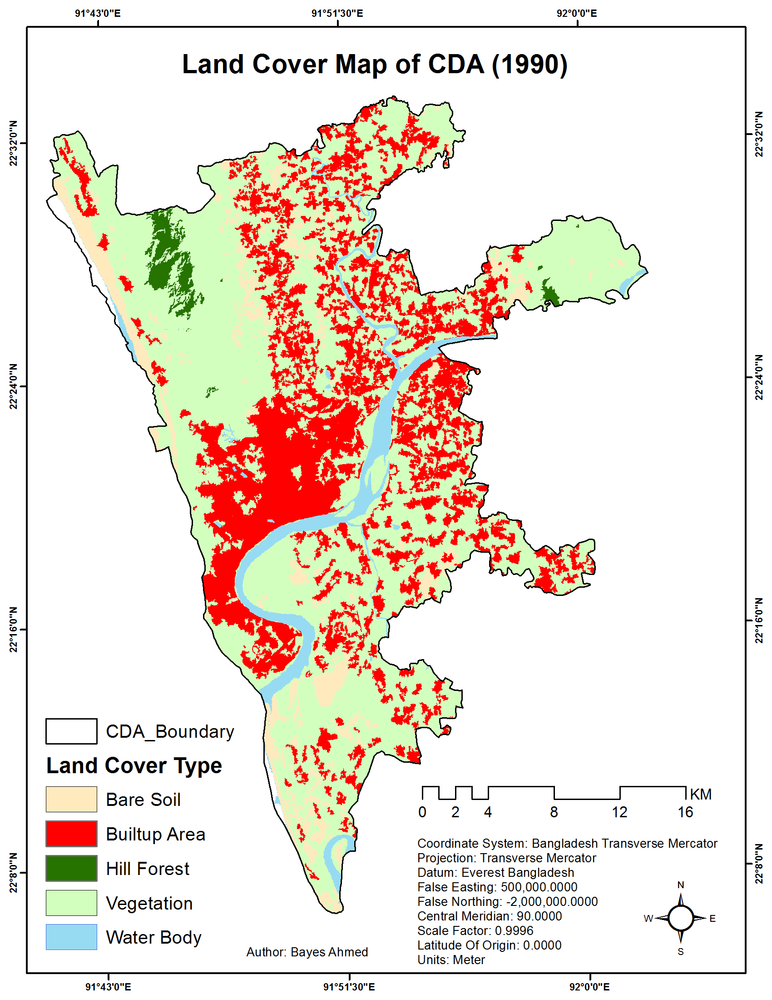 91°43'0"E 91°51'30"E 92°0'0"E
Land Cover Map of CDA (1990)
22°32'0"N 22°32'0"N
22°24'0"N 22°24'0"N
22°16'0"N 22°16'0"N
22°8'0"N 22°8'0"N
CDA_Boundary
Land Cover Type
Bare Soil
Builtup Area
Hill Forest
Vegetation
Water Body
KM
0 2 4 8 12 16
Coordinate System: Bangladesh Transverse Mercator
Projection: Transverse Mercator
Datum: Everest Bangladesh
False Easting: 500,000.0000
False Northing: -2,000,000.0000
Central Meridian: 90.0000
Scale Factor: 0.9996
Latitude Of Origin: 0.0000
Units: Meter
N
W E
S
Author: Bayes Ahmed
91°43'0"E 91°51'30"E 92°0'0"E